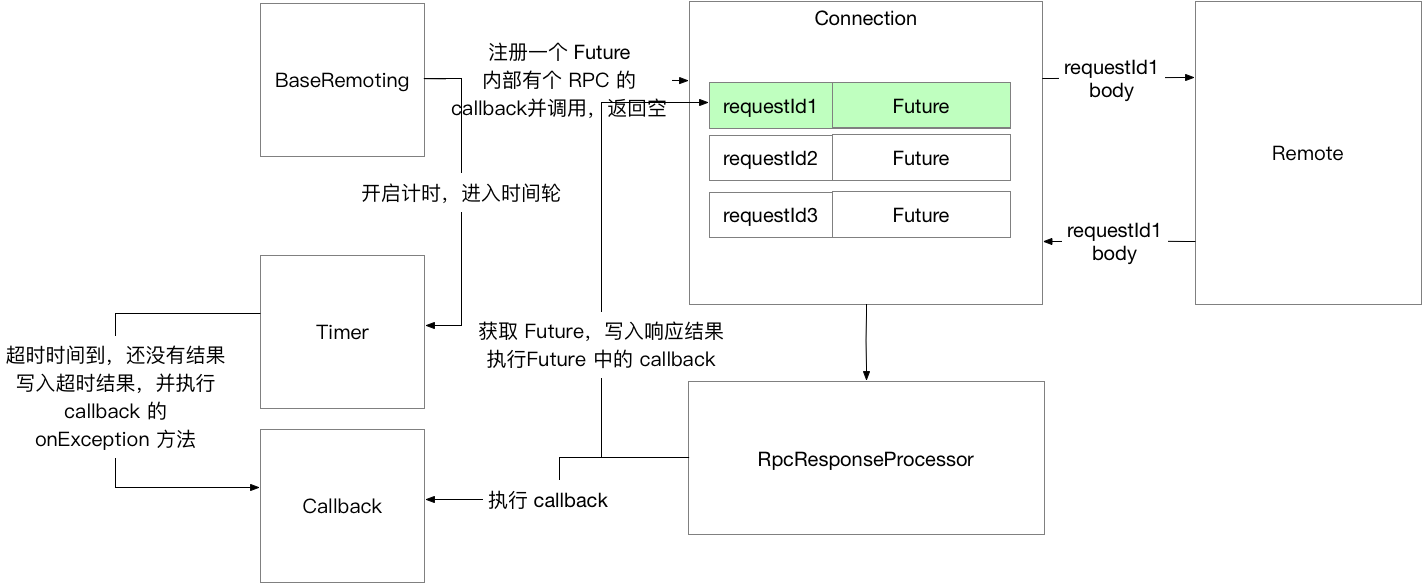 Connection
BaseRemoting
注册一个 Future
内部有个 RPC 的
callback并调用，返回空
requestId1
Future
requestId2
Future
requestId3
Future
requestId1
body
Remote
requestId1
body
开启计时，进入时间轮
Timer
获取 Future，写入响应结果
执行Future 中的 callback
超时时间到，还没有结果
写入超时结果，并执行
callback 的
onException 方法
RpcResponseProcessor
执行 callback
Callback